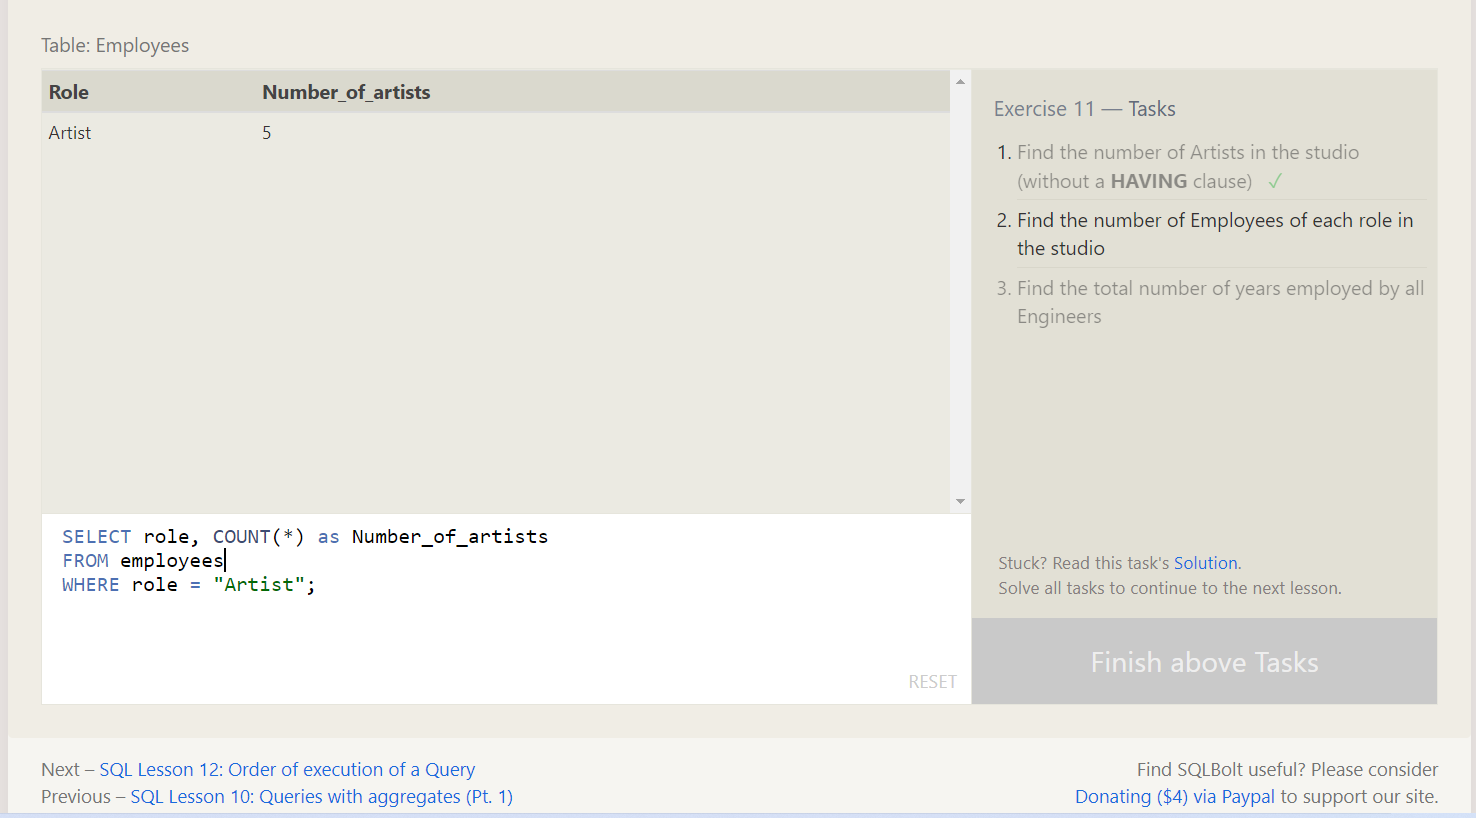 Table: Employees
Role Number_of_artists
Artist 5
Exercise 11 — Tasks
1. Find the number of Artists in the studio
(without a HAVING clause) ✓
2. Find the number of Employees of each role in
the studio
3. Find the total number of years employed by all
Engineers
SELECT role, COUNT(*) as Number_of_artists
FROM employees
WHERE role = "Artist";
RESET
Stuck? Read this task's Solution.
Solve all tasks to continue to the next lesson.
Finish above Tasks
Next – SQL Lesson 12: Order of execution of a Query
Previous – SQL Lesson 10: Queries with aggregates (Pt. 1)
Find SQLBolt useful? Please consider
Donating ($4) via Paypal to support our site.